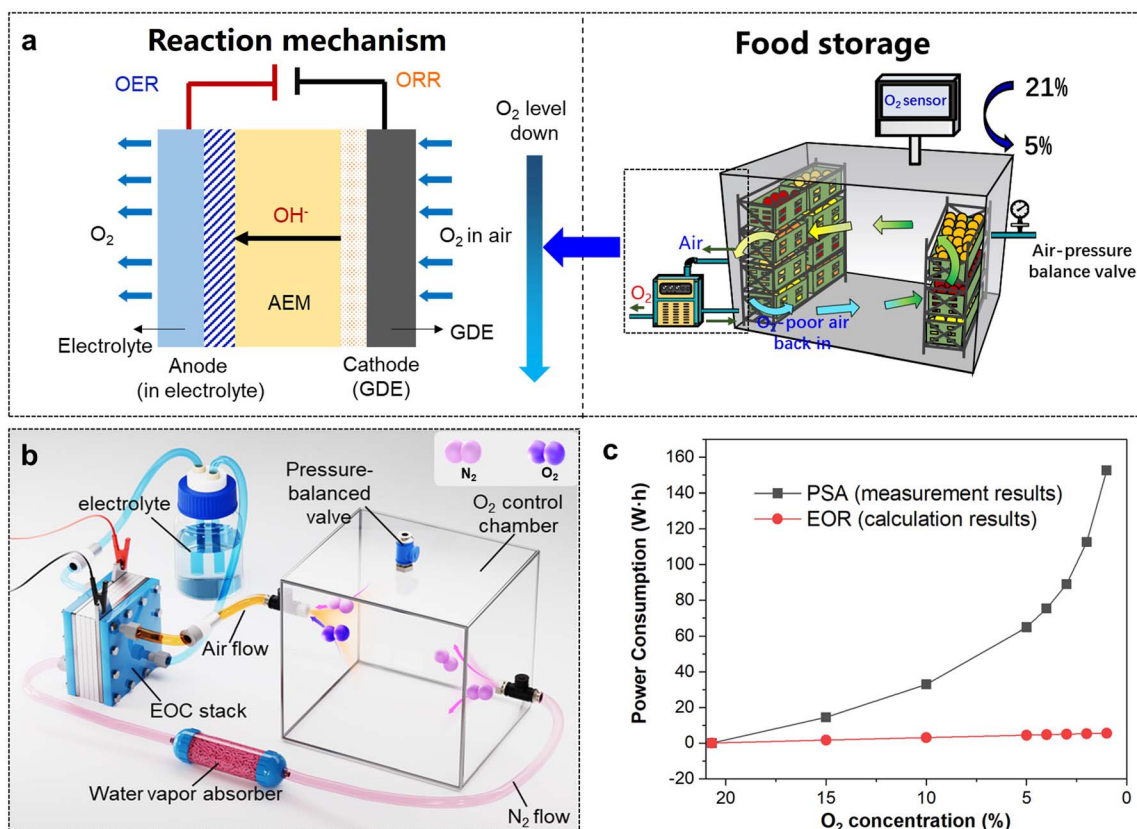 a
Reaction mechanism
OER
ORR
O₂
OH⁻
AEM
O₂ in air
Electrolyte
GDE
Anode
(in electrolyte)
Cathode
(GDE)
O₂ level
down
Food storage
O₂ sensor
21%
5%
Air
O₂
O₂-poor air
back in
Air-pressure
balance valve
b
N₂
O₂
electrolyte
Pressure-
balanced
valve
O₂ control
chamber
Air flow
EOC stack
Water vapor absorber
N₂ flow
c
Power Consumption (W·h)
160
140
120
100
80
60
40
20
0
-20
PSA (measurement results)
EOR (calculation results)
20
15
10
5
0
O₂ concentration (%)